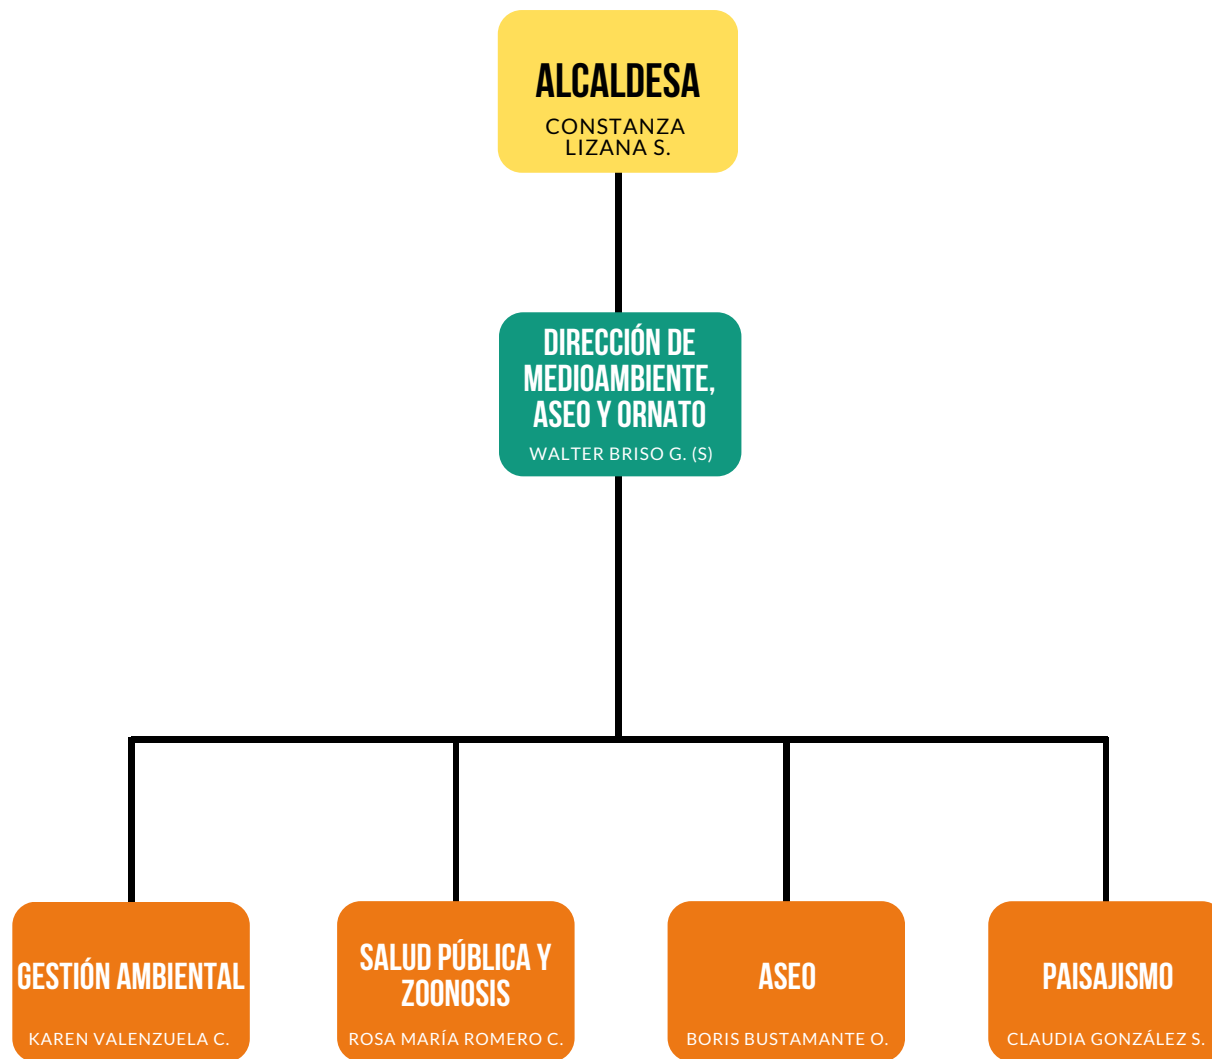 ALCALDESA
CONSTANZA
LIZANA S.
DIRECCIÓN DE
MEDIOAMBIENTE,
ASEO Y ORNATO
WALTER BRISO G. (S)
GESTIÓN AMBIENTAL
KAREN VALENZUELA C.
SALUD PÚBLICA Y
ZOONOSIS
ROSA MARÍA ROMERO C.
ASEO
BORIS BUSTAMANTE O.
PAISAJISMO
CLAUDIA GONZÁLEZ S.